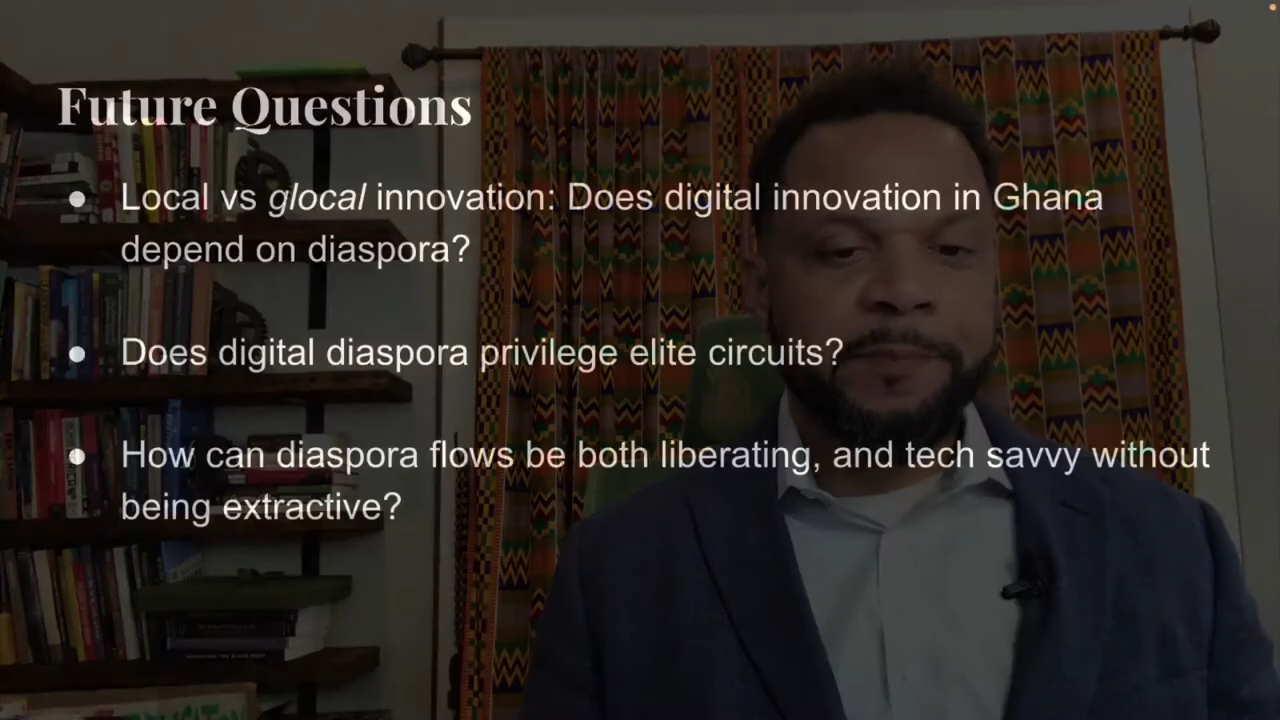 Future Questions
● Local vs glocal innovation: Does digital innovation in Ghana
depend on diaspora?
● Does digital diaspora privilege elite circuits?
● How can diaspora flows be both liberating, and tech savvy without
being extractive?